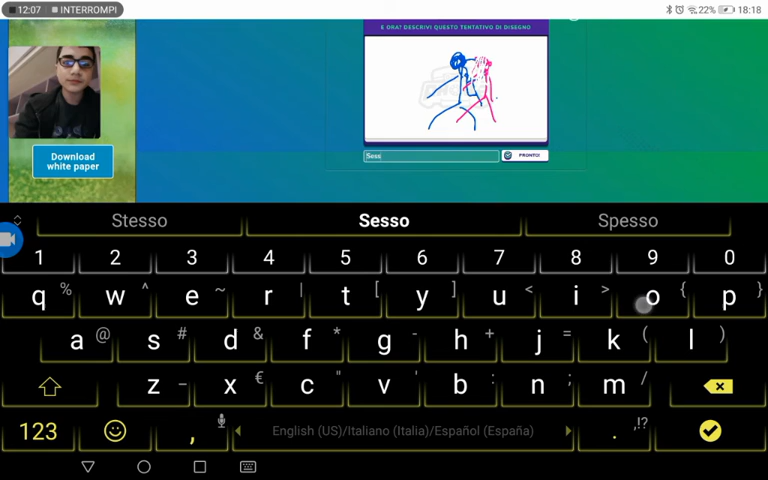 12:07 INTERROMPI 22% 18:18
E ORA? DESCRIVI QUESTO TENTATIVO DI DISEGNO
Download
white paper
Sess PRONTO!
Stesso Sesso Spesso
1 2 3 4 5 6 7 8 9 0
q % w ^ e ~ r | t [ y ] u < i > o { p }
a @ s # d & f * g - h + j = k ( l )
z _ x € c " v ' b : n ; m /
123 , English (US)/Italiano (Italia)/Español (España) . ,!?